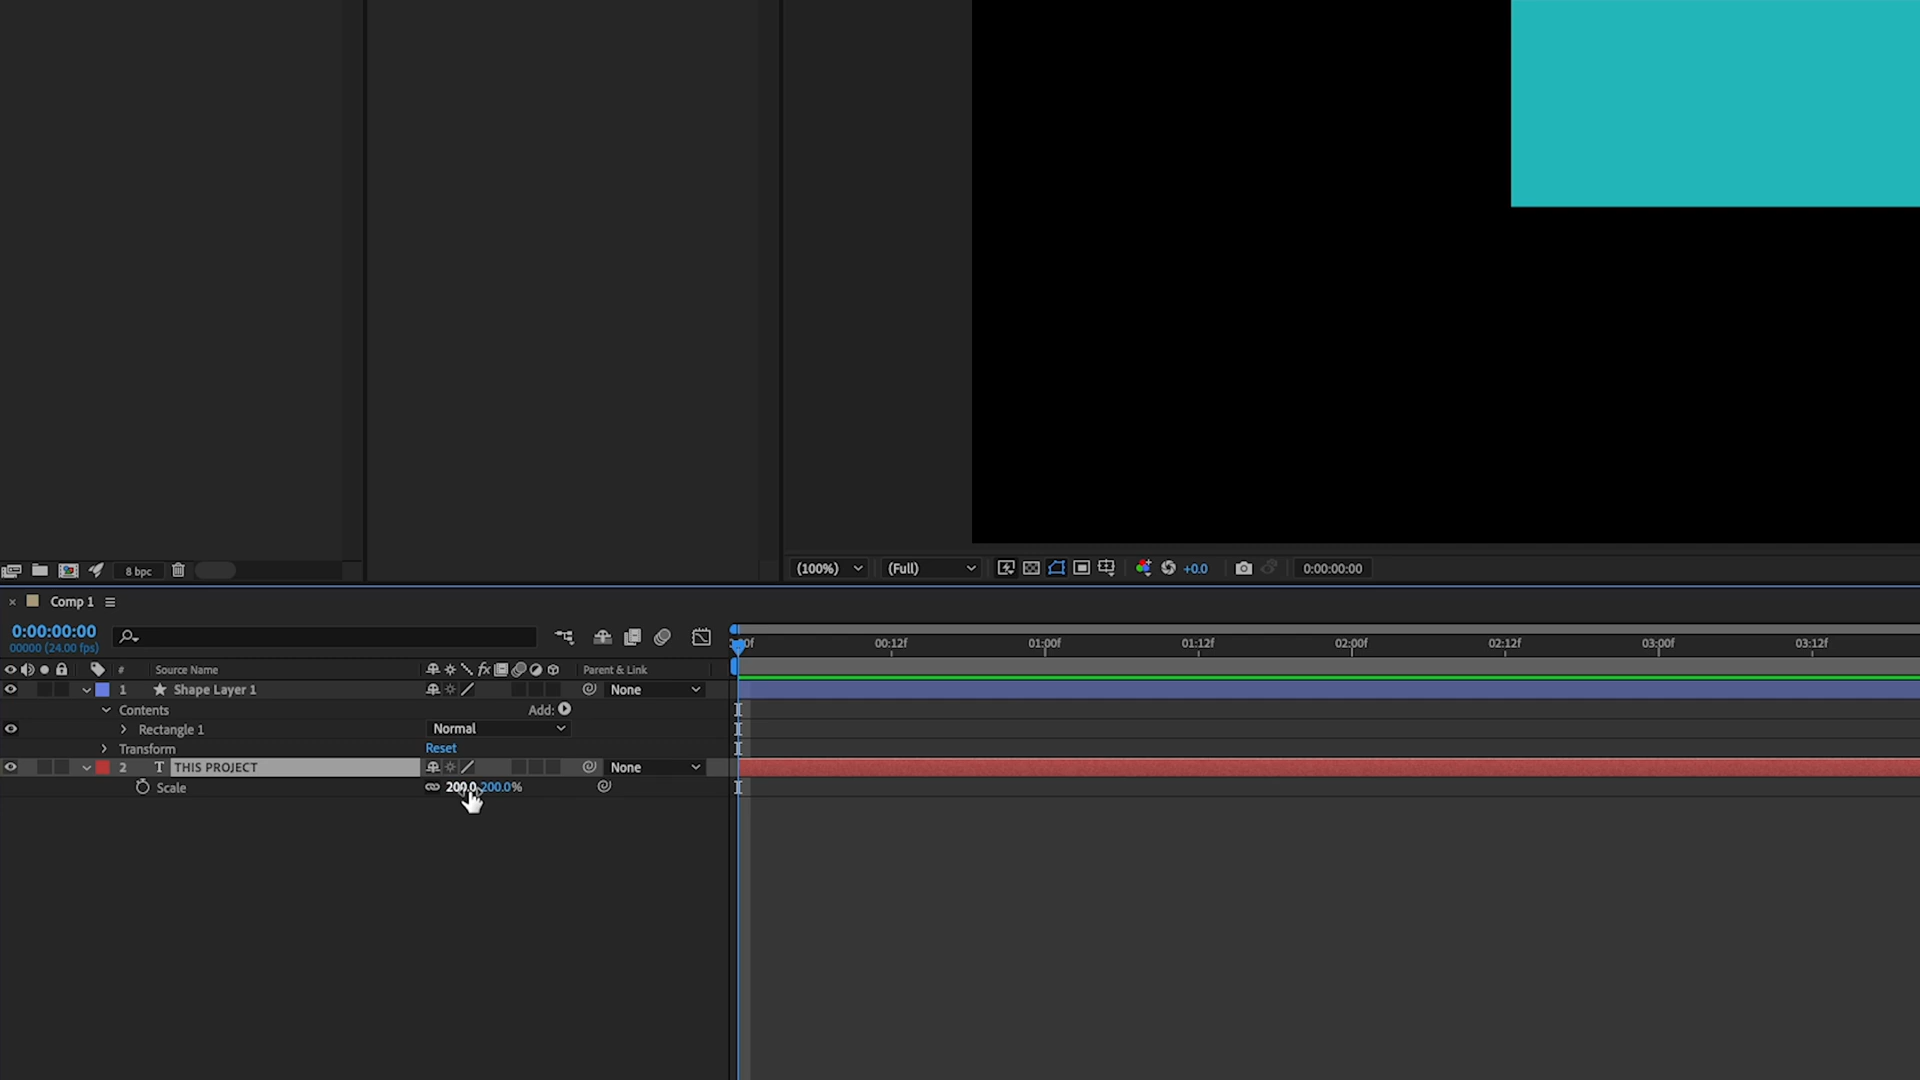 8 bpc
(100%) (Full) +0.0 0:00:00:00
Comp 1
0:00:00:00
00000 (24.00 fps)
00:12f 01:00f 01:12f 02:00f 02:12f 03:00f 03:12f
# Source Name fx Parent & Link
1 Shape Layer 1 None
Contents Add:
Rectangle 1 Normal
Transform Reset
2 T THIS PROJECT None
Scale 200.0, 200.0%